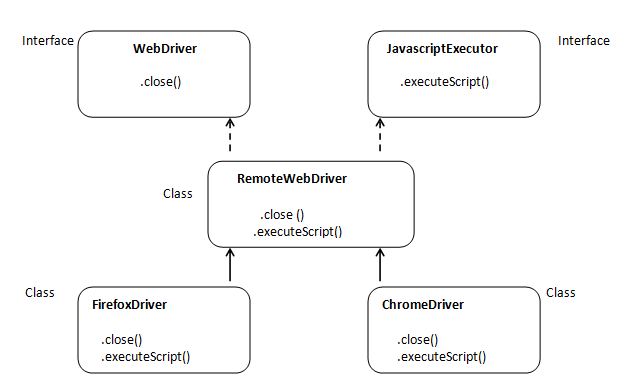 Interface
WebDriver
JavascriptExecutor
Interface
.close()
.executeScript()
Class
RemoteWebDriver
.close ()
.executeScript()
Class
FirefoxDriver
ChromeDriver
Class
.close()
.executeScript()
.close()
.executeScript()